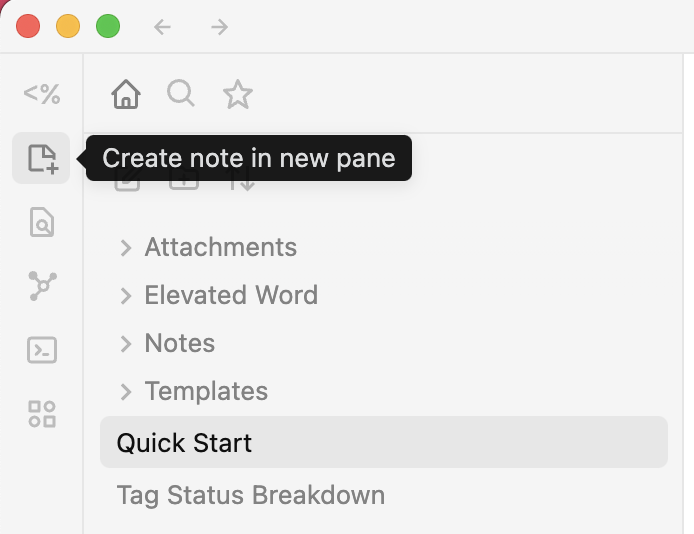 <%
Create note in new pane
Attachments
Elevated Word
Notes
Templates
Quick Start
Tag Status Breakdown